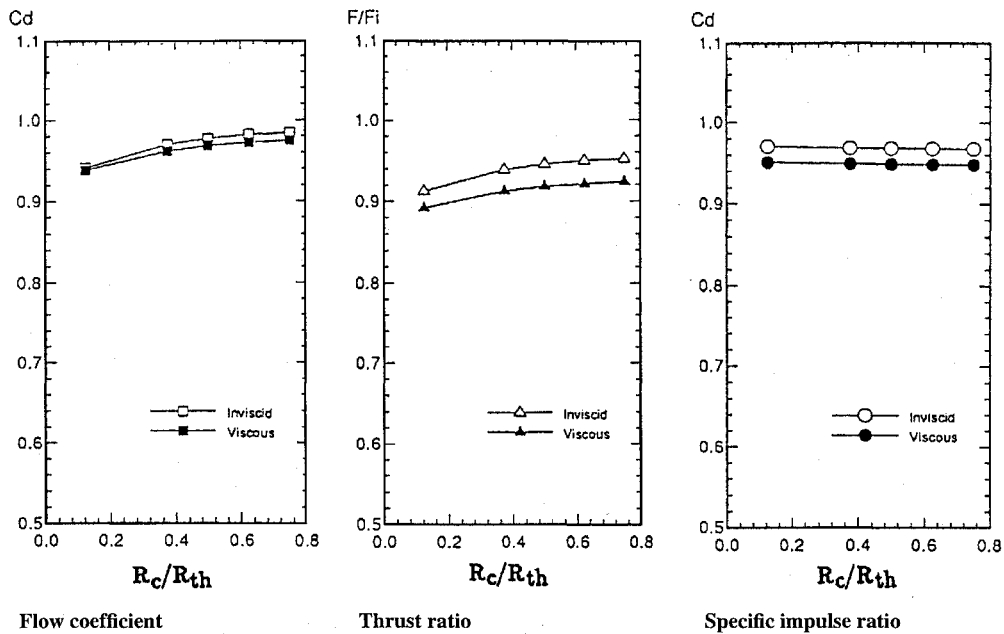 Cd
1.1
1.0
0.9
0.8
0.7
0.6
0.5
0.0 0.2 0.4 0.6 0.8
Inviscid
Viscous
Rc/Rth
Flow coefficient
F/Fi
1.1
1.0
0.9
0.8
0.7
0.6
0.5
0.0 0.2 0.4 0.6 0.8
Inviscid
Viscous
Rc/Rth
Thrust ratio
Cd
1.1
1.0
0.9
0.8
0.7
0.6
0.5
0.0 0.2 0.4 0.6 0.8
Inviscid
Viscous
Rc/Rth
Specific impulse ratio